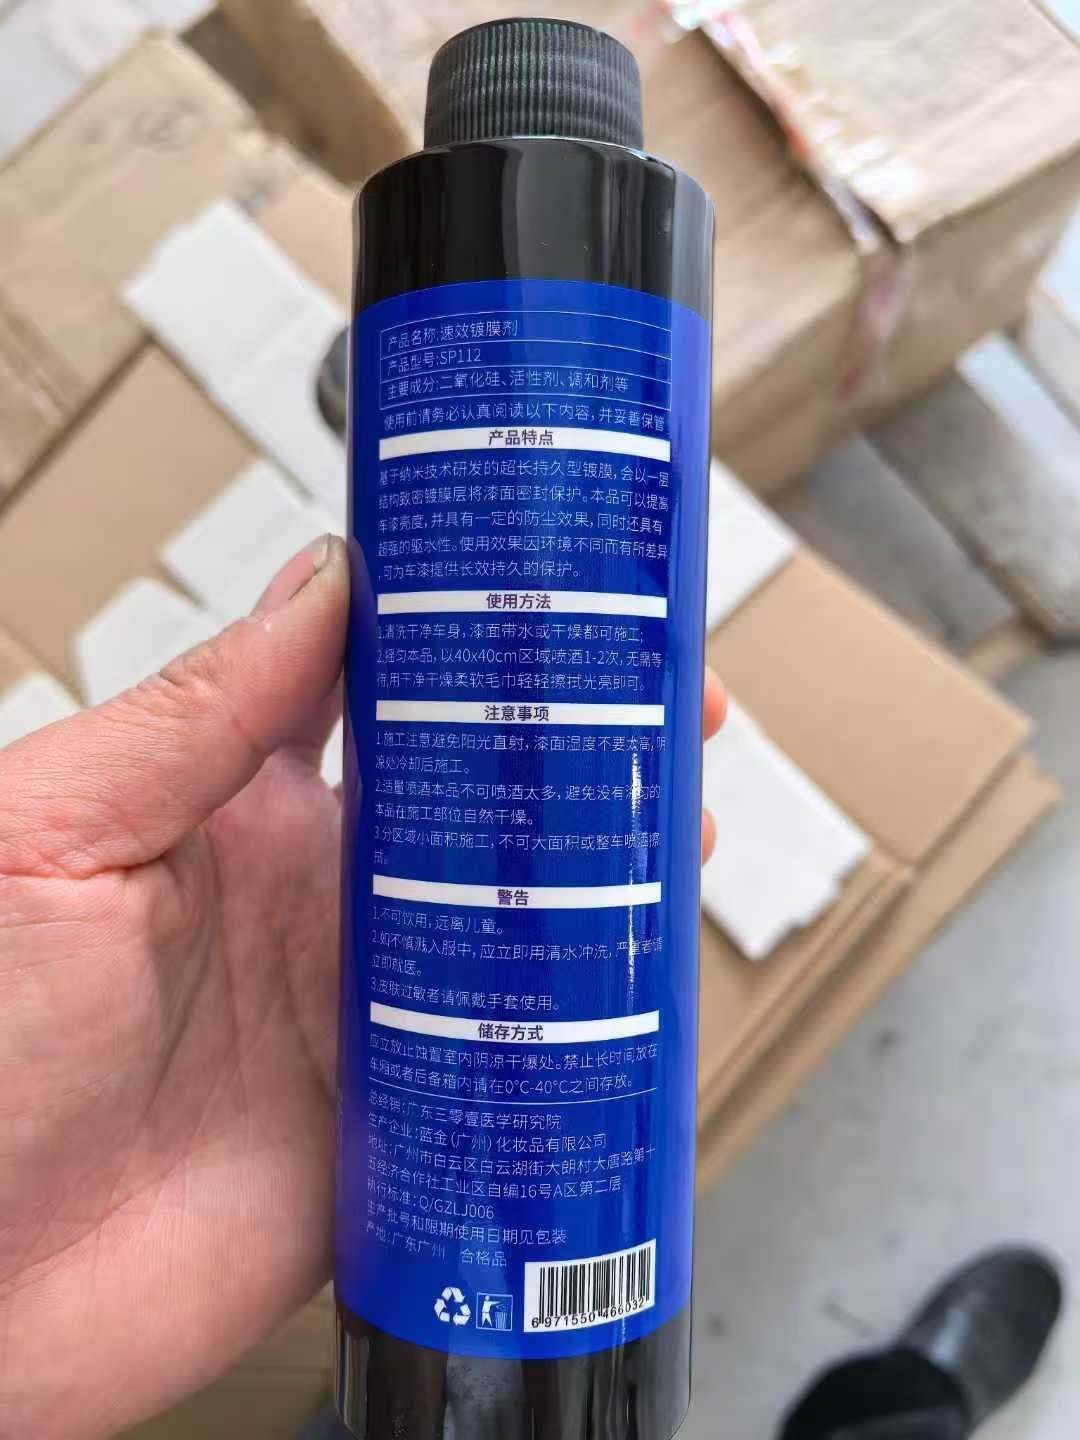 产品名称:速效镀膜剂
产品型号:SP112
主要成分:二氧化硅、活性剂、调和剂等
使用前请务必认真阅读以下内容,并妥善保管
产品特点
基于纳米技术研发的超长持久型镀膜,会以一层
结构致密镀膜层将漆面密封保护。本品可以提高
车漆亮度,并具有一定的防尘效果,同时还具有
超强的驱水性。使用效果因环境不同而有所差异
,可为车漆提供长效持久的保护。
使用方法
1.清洗干净车身,漆面带水或干燥都可施工;
2.摇匀本品,以40x40cm区域喷洒1-2次,无需等
待,用干净干燥柔软毛巾轻轻擦拭光亮即可。
注意事项
1.施工注意避免阳光直射,漆面湿度不要太高,阴
凉处冷却后施工。
2.适量喷洒本品不可喷洒太多,避免没有涂匀的
本品在施工部位自然干燥。
3.分区域小面积施工,不可大面积或整车喷洒擦
拭。
警告
1.不可饮用,远离儿童。
2.如不慎溅入服中,应立即用清水冲洗,严重者请
立即就医。
3.皮肤过敏者请佩戴手套使用。
储存方式
应立放止蚀置室内阴凉干爆处。禁止长时间放在
车厢或者后备箱内请在0°C-40°C之间存放。
总经销:广东三零壹医学研究院
生产企业:蓝金(广州)化妆品有限公司
地址:广州市白云区白云湖街大朗村大唐路第十
五经济合作社工业区自编16号A区第二层
执行标准:Q/GZLJ006
生产批号和限期使用日期见包装
产地:广东广州 合格品
6 971550 466032